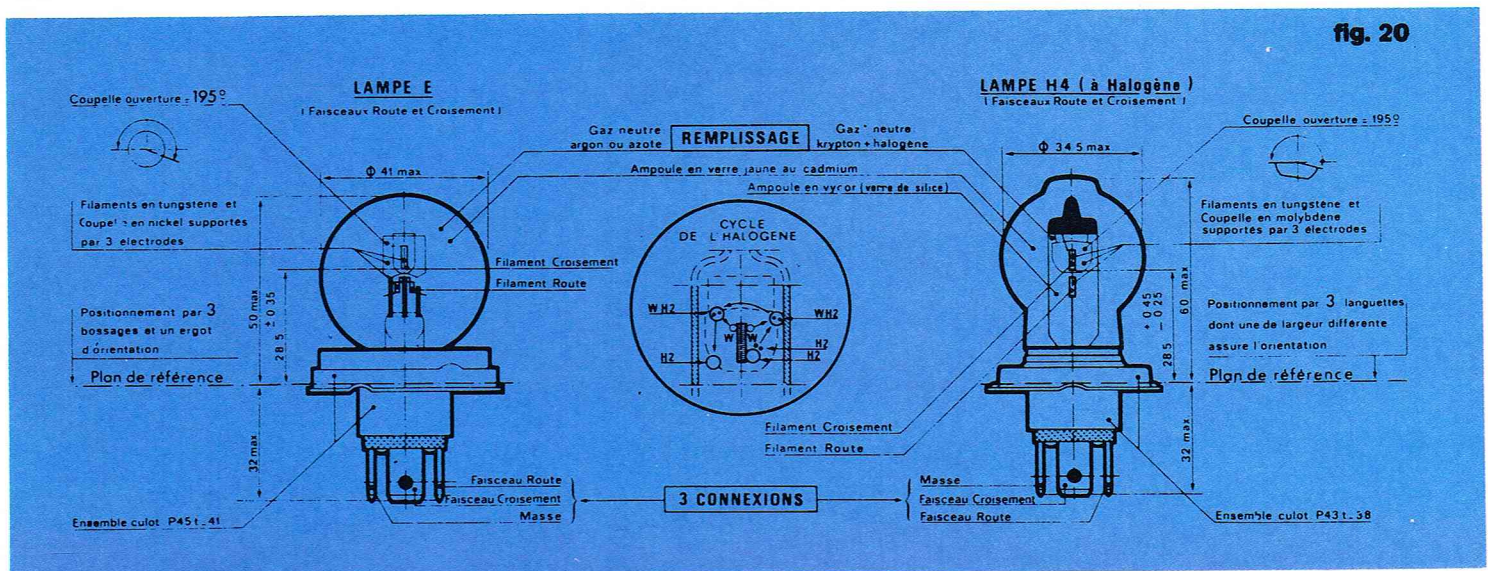 fig. 20
LAMPE E
( Faisceaux Route et Croisement )
Coupelle ouverture = 195º
Φ 41 max
Filaments en tungstène et
en nickel supportés
par 3 electrodes
50 max
28.5 ± 0.35
Positionnement par 3
bossages et un ergot
d'orientation
Plan de référence
32 max
Ensemble culot P45t_41
Filament Croisement
Filament Route
Faisceau Route
Faisceau Croisement
Masse
Gaz neutre
argon ou azote
REMPLISSAGE
Gaz neutre
krypton + halogène
Ampoule en verre jaune au cadmium
Ampoule en vycor (verre de silice)
CYCLE
DE L'HALOGENE
WH2
WH2
W
W
H2
H2
H2
Filament Croisement
Filament Route
3 CONNEXIONS
LAMPE H4 ( à Halogène )
( Faisceaux Route et Croisement )
Coupelle ouverture = 195º
Φ 34.5 max
Filaments en tungstène et
Coupelle en molybdène
supportés par 3 électrodes
28.5 + 0.45 - 0.25
60 max
Positionnement par 3 languettes
dont une de largeur différente
assure l'orientation
Plan de référence
32 max
Masse
Faisceau Croisement
Faisceau Route
Ensemble culot P43t_38